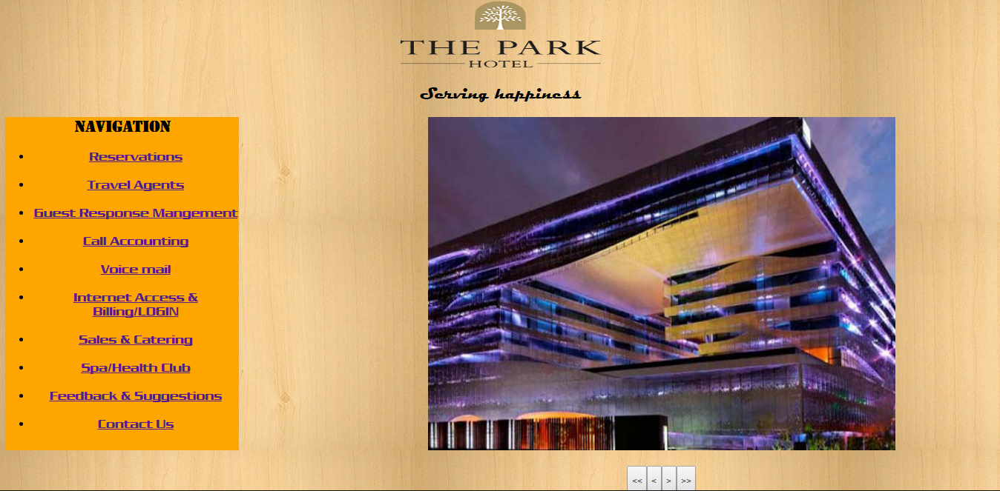 THE PARK
HOTEL
Serving happiness
NAVIGATION
Reservations
Travel Agents
Guest Response Mangement
Call Accounting
Voice mail
Internet Access &
Billing/LOGIN
Sales & Catering
Spa/Health Club
Feedback & Suggestions
Contact Us
<< < > >>